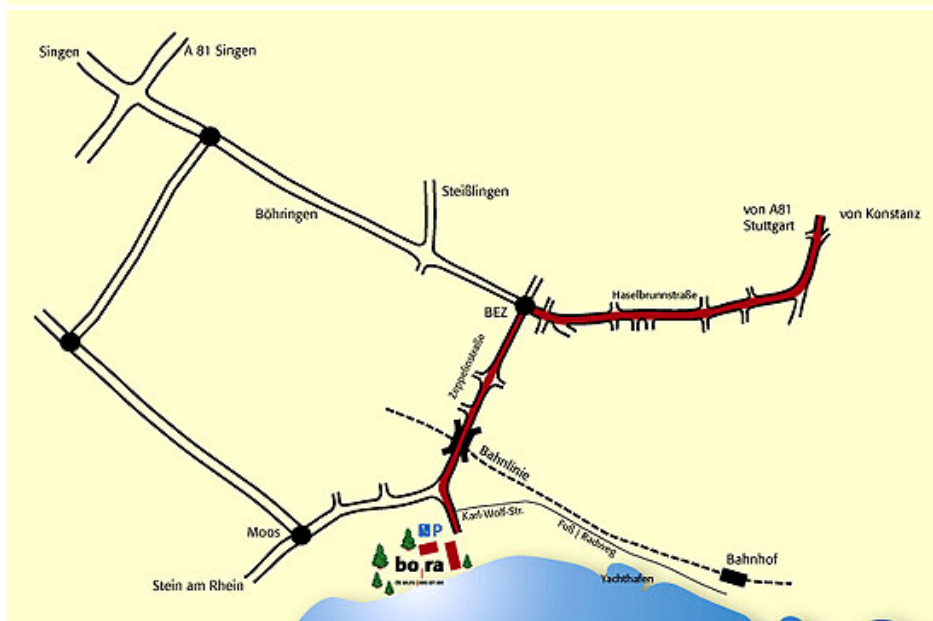 Singen
A 81 Singen
Steißlingen
Böhringen
von A81
Stuttgart
von Konstanz
Haselbrunnstraße
BEZ
Zeppelinstraße
Bahnlinie
Karl-Wolf-Str.
Fuß | Radweg
Moos
P
bora
Stein am Rhein
Yachthafen
Bahnhof